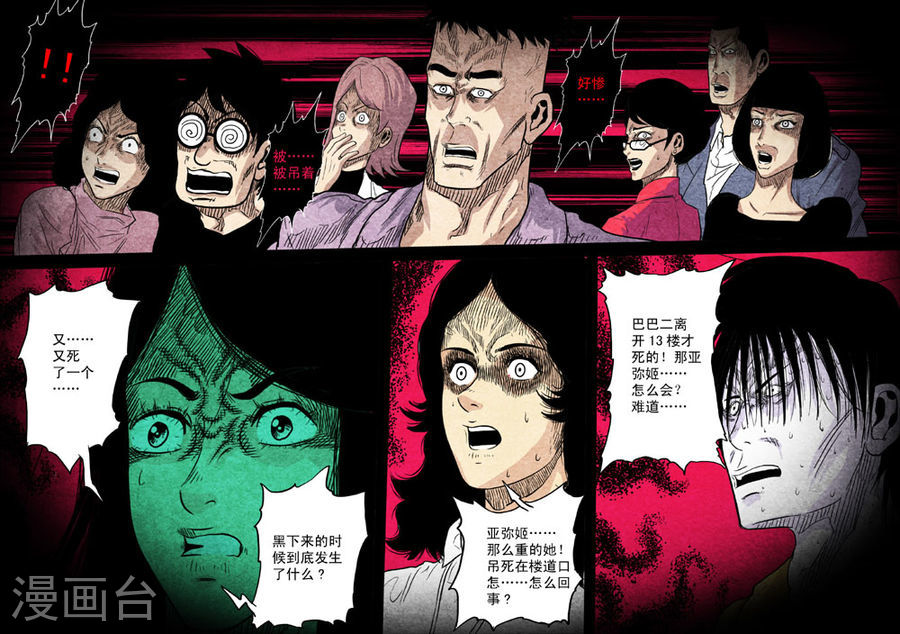 ！！
被……
被吊着
……
好惨
……
又……
又死
了一个
……
黑下来的时
候到底发生
了什么？
亚弥姬……
那么重的她！
吊死在楼道口
怎……怎么回
事？
巴巴二离
开13楼才
死的！那亚
弥姬……
怎么会？
难道……
漫画台